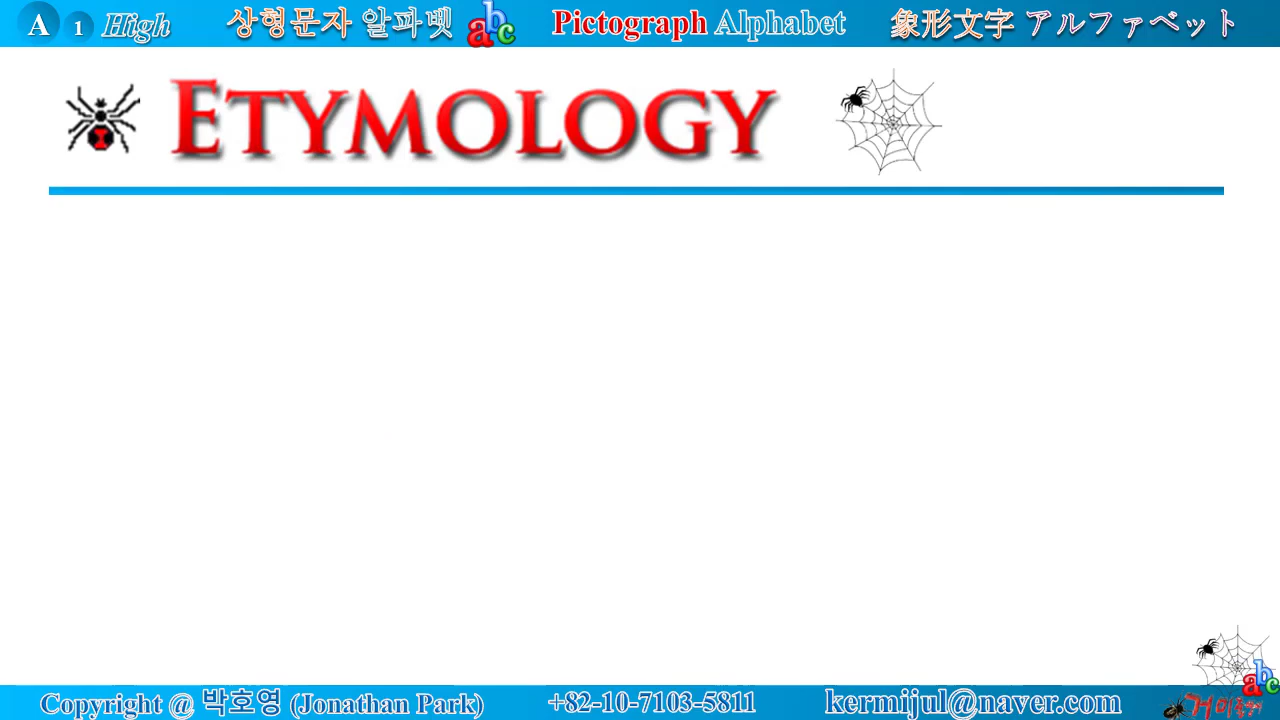 A 1 High 상형문자 알파벳 abc Pictograph Alphabet 象形文字 アルファベット
ETYMOLOGY
abc
Copyright @ 박호영 (Jonathan Park) +82-10-7103-5811 kermijul@naver.com